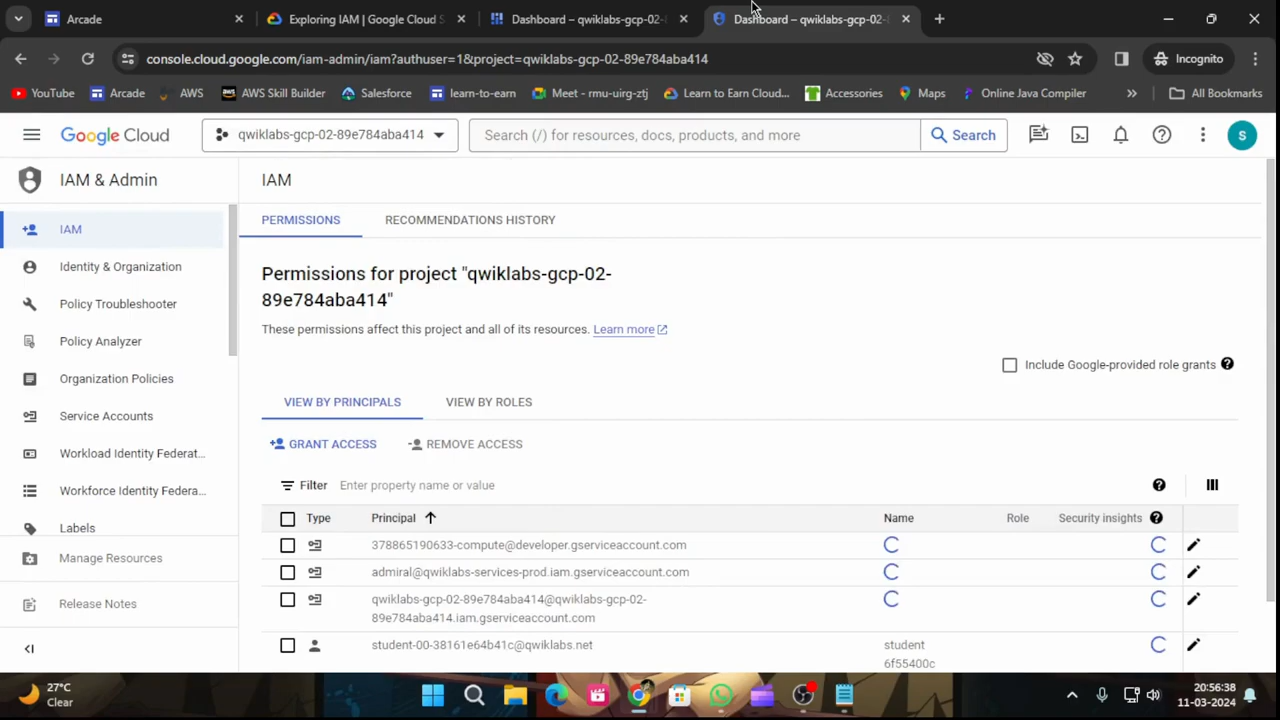 Arcade
Exploring IAM | Google Cloud S
Dashboard – qwiklabs-gcp-02-
Dashboard – qwiklabs-gcp-02-
console.cloud.google.com/iam-admin/iam?authuser=1&project=qwiklabs-gcp-02-89e784aba414
Incognito
YouTube
Arcade
AWS
AWS Skill Builder
Salesforce
learn-to-earn
Meet - rmu-uirg-ztj
Learn to Earn Cloud...
Accessories
Maps
Online Java Compiler
All Bookmarks
Google Cloud
qwiklabs-gcp-02-89e784aba414
Search (/) for resources, docs, products, and more
Search
S
IAM & Admin
IAM
Identity & Organization
Policy Troubleshooter
Policy Analyzer
Organization Policies
Service Accounts
Workload Identity Federat...
Workforce Identity Federa...
Labels
Manage Resources
Release Notes
IAM
PERMISSIONS
RECOMMENDATIONS HISTORY
Permissions for project "qwiklabs-gcp-02-
89e784aba414"
These permissions affect this project and all of its resources. Learn more
Include Google-provided role grants
VIEW BY PRINCIPALS
VIEW BY ROLES
GRANT ACCESS
REMOVE ACCESS
Filter
Enter property name or value
Type
Principal
Name
Role
Security insights
378865190633-compute@developer.gserviceaccount.com
admiral@qwiklabs-services-prod.iam.gserviceaccount.com
qwiklabs-gcp-02-89e784aba414@qwiklabs-gcp-02-
89e784aba414.iam.gserviceaccount.com
student-00-38161e64b41c@qwiklabs.net
student
6f55400c
27°C
Clear
20:56:38
11-03-2024